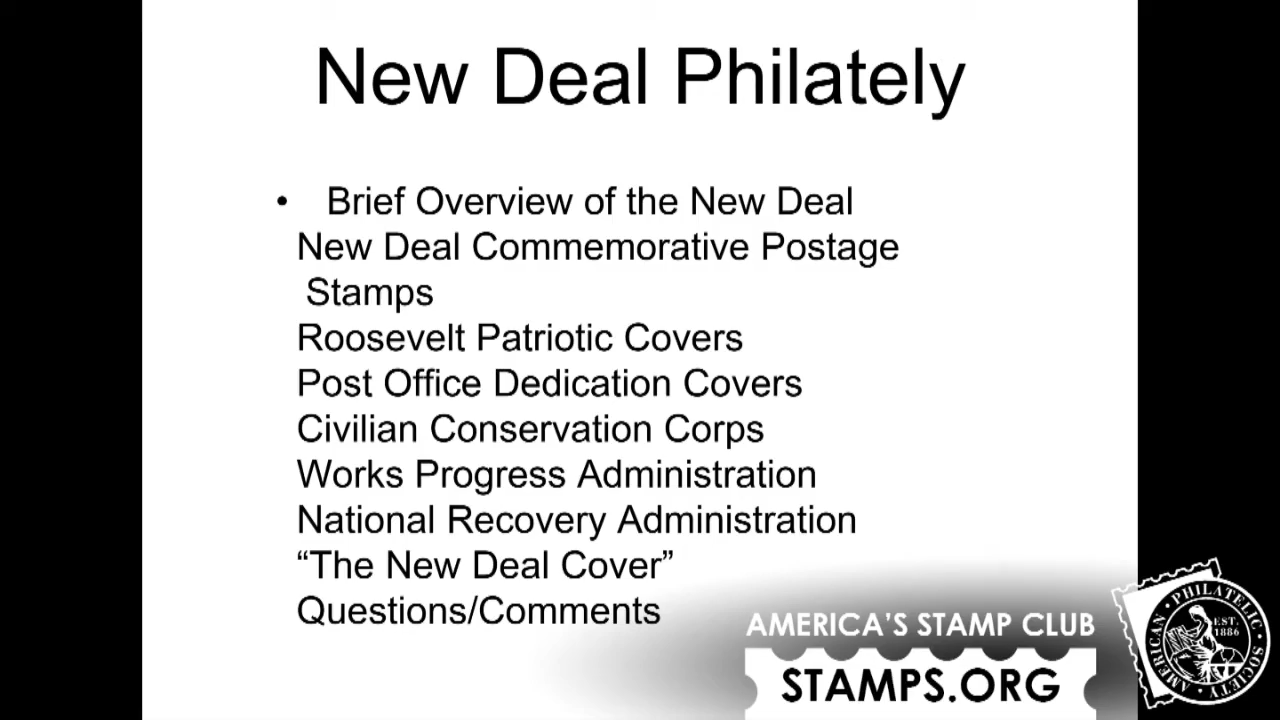 New Deal Philately
• Brief Overview of the New Deal
New Deal Commemorative Postage
Stamps
Roosevelt Patriotic Covers
Post Office Dedication Covers
Civilian Conservation Corps
Works Progress Administration
National Recovery Administration
“The New Deal Cover”
Questions/Comments
AMERICA'S STAMP CLUB
STAMPS.ORG
AMERICAN • PHILATELIC • SOCIETY
EST.
1886